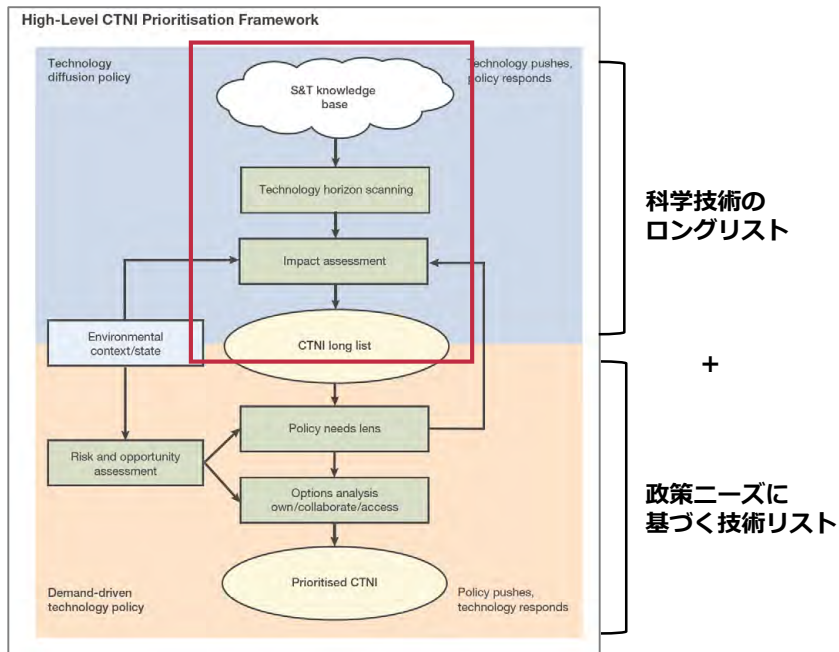 High-Level CTNI Prioritisation Framework
Technology
diffusion policy
Technology pushes,
policy responds
S&T knowledge
base
Technology horizon scanning
Impact assessment
Environmental
context/state
CTNI long list
Policy needs lens
Risk and opportunity
assessment
Options analysis
own/collaborate/access
Prioritised CTNI
Demand-driven
technology policy
Policy pushes,
technology responds
科学技術の
ロングリスト
+
政策ニーズに
基づく技術リスト